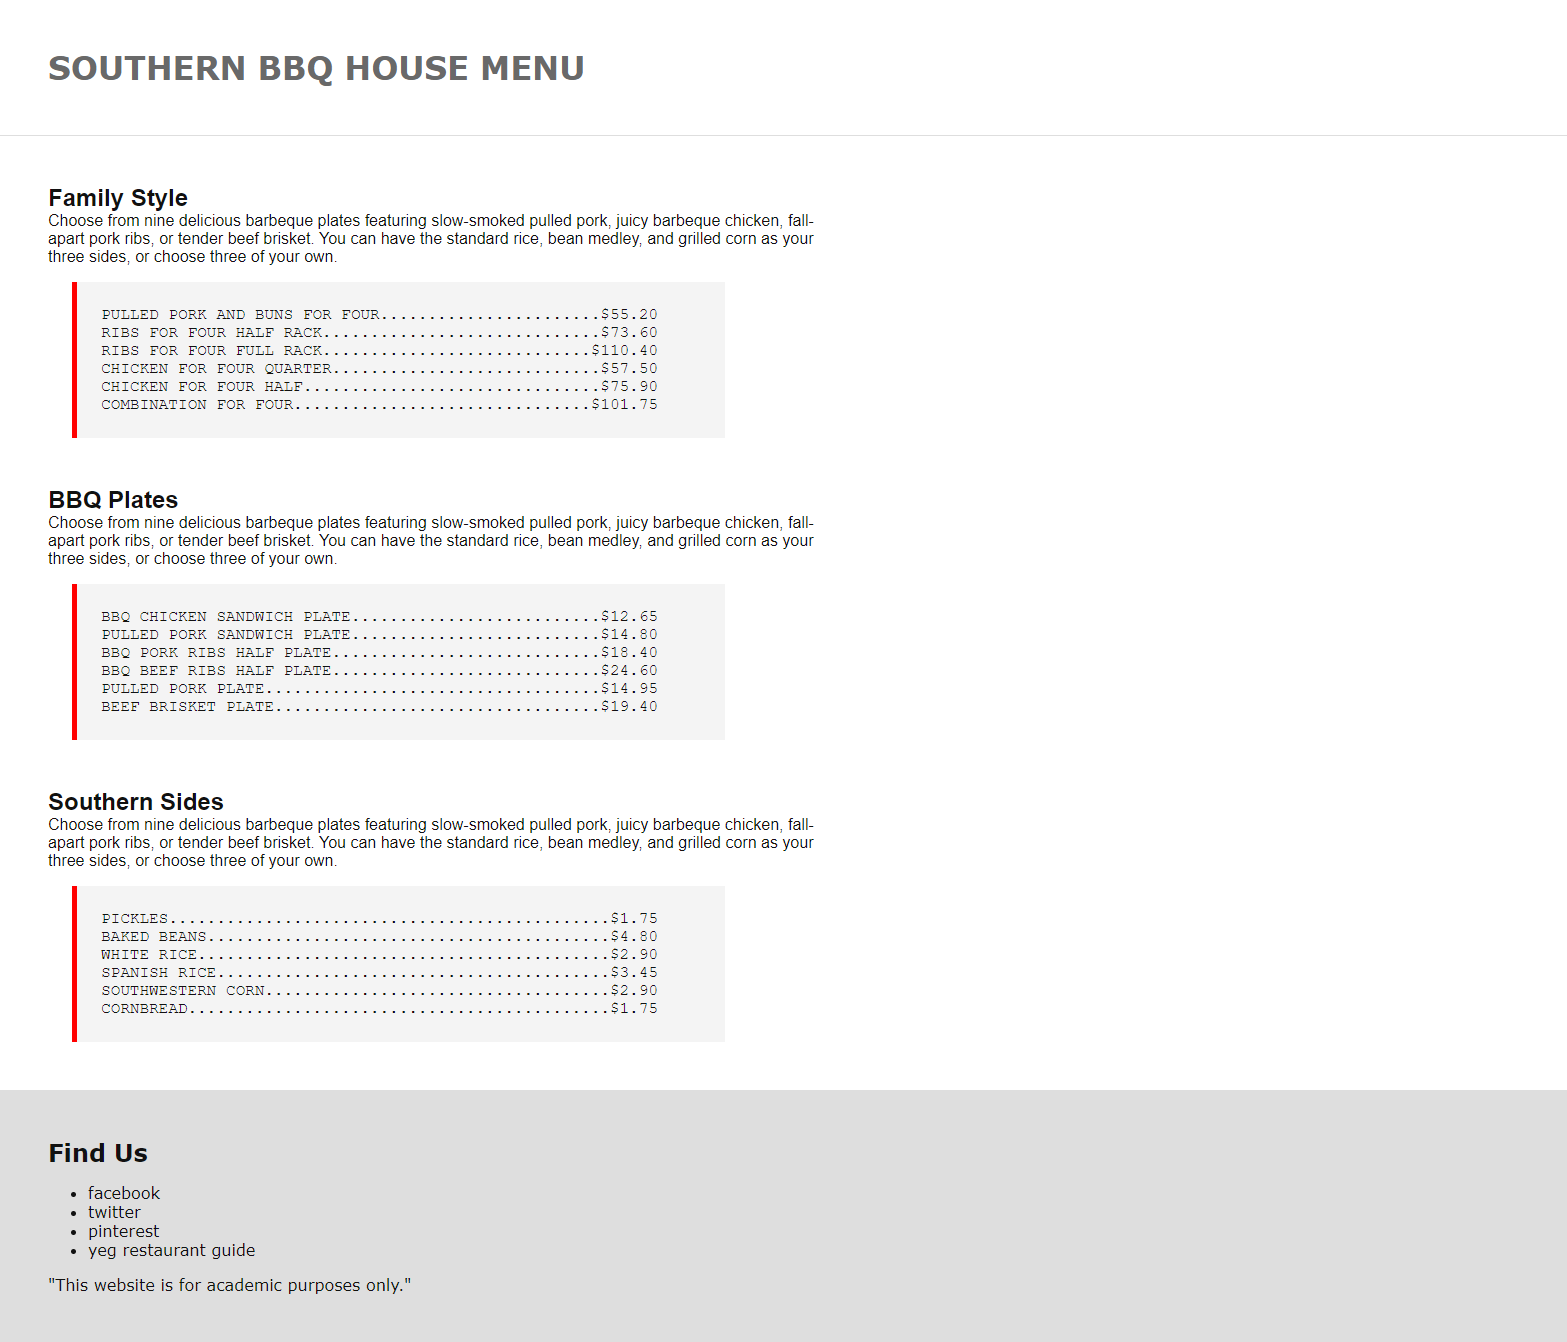 SOUTHERN BBQ HOUSE MENU
Family Style
Choose from nine delicious barbeque plates featuring slow-smoked pulled pork, juicy barbeque chicken, fall-
apart pork ribs, or tender beef brisket. You can have the standard rice, bean medley, and grilled corn as your
three sides, or choose three of your own.
PULLED PORK AND BUNS FOR FOUR.......................$55.20
RIBS FOR FOUR HALF RACK.............................$73.60
RIBS FOR FOUR FULL RACK............................$110.40
CHICKEN FOR FOUR QUARTER............................$57.50
CHICKEN FOR FOUR HALF...............................$75.90
COMBINATION FOR FOUR...............................$101.75
BBQ Plates
Choose from nine delicious barbeque plates featuring slow-smoked pulled pork, juicy barbeque chicken, fall-
apart pork ribs, or tender beef brisket. You can have the standard rice, bean medley, and grilled corn as your
three sides, or choose three of your own.
BBQ CHICKEN SANDWICH PLATE..........................$12.65
PULLED PORK SANDWICH PLATE..........................$14.80
BBQ PORK RIBS HALF PLATE............................$18.40
BBQ BEEF RIBS HALF PLATE............................$24.60
PULLED PORK PLATE...................................$14.95
BEEF BRISKET PLATE..................................$19.40
Southern Sides
Choose from nine delicious barbeque plates featuring slow-smoked pulled pork, juicy barbeque chicken, fall-
apart pork ribs, or tender beef brisket. You can have the standard rice, bean medley, and grilled corn as your
three sides, or choose three of your own.
PICKLES..............................................$1.75
BAKED BEANS..........................................$4.80
WHITE RICE...........................................$2.90
SPANISH RICE.........................................$3.45
SOUTHWESTERN CORN....................................$2.90
CORNBREAD............................................$1.75
Find Us
• facebook
• twitter
• pinterest
• yeg restaurant guide
"This website is for academic purposes only."